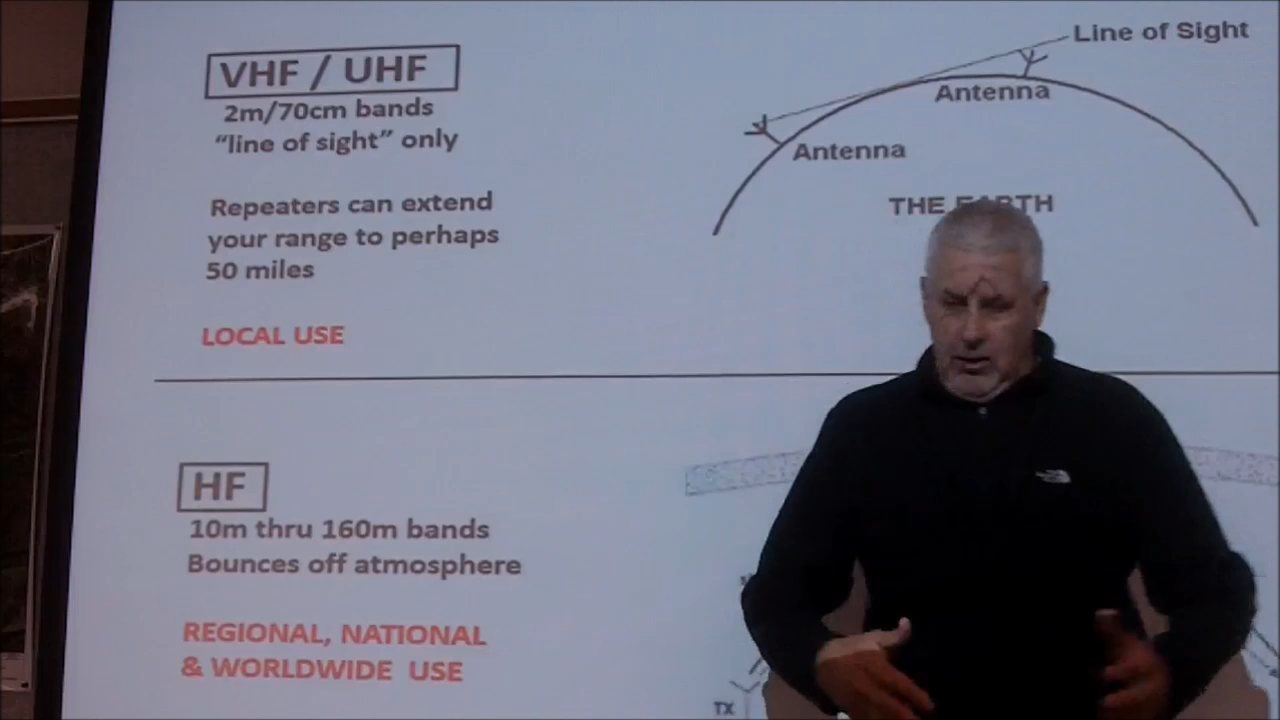 VHF / UHF
2m/70cm bands
“line of sight” only
Repeaters can extend
your range to perhaps
50 miles
LOCAL USE
Line of Sight
Antenna
Antenna
THE EARTH
HF
10m thru 160m bands
Bounces off atmosphere
REGIONAL, NATIONAL
& WORLDWIDE USE
TX